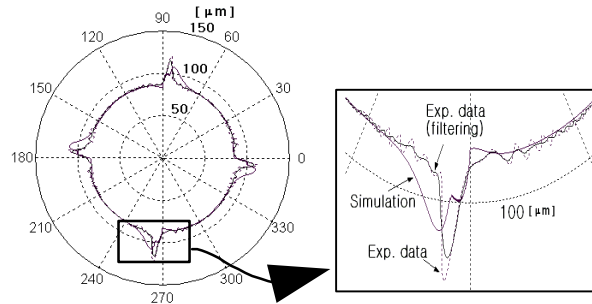 90
[ μm ]
150
120
60
100
150
30
50
180
0
210
330
240
300
270
Exp. data
(filtering)
Simulation
100 [μm]
Exp. data